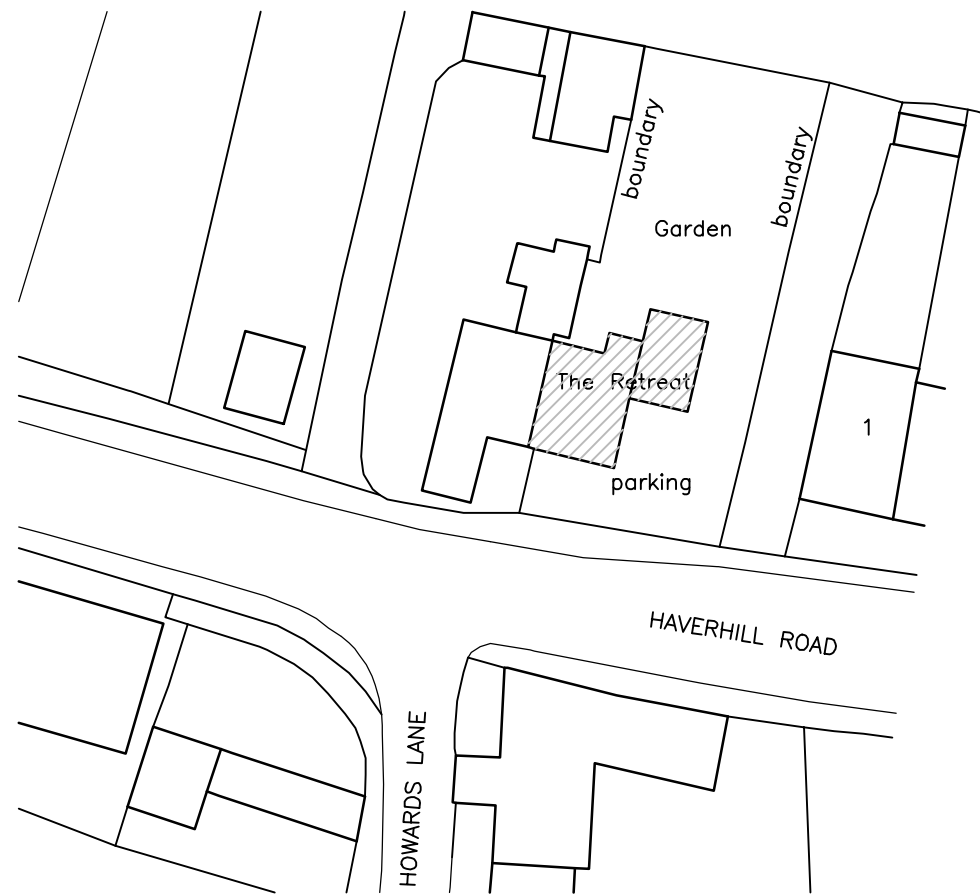 boundary
boundary
Garden
The Retreat
1
parking
HAVERHILL ROAD
HOWARDS LANE